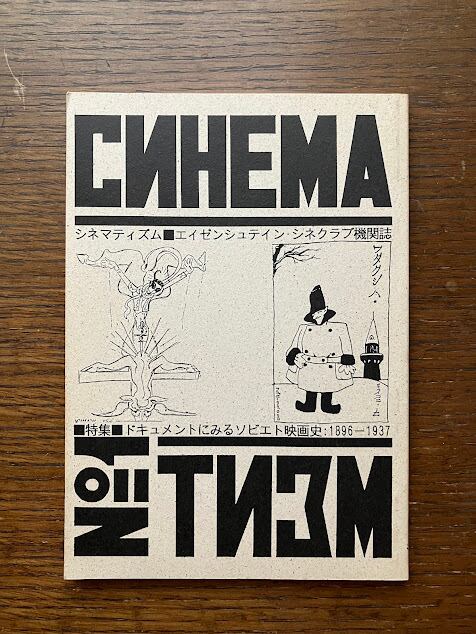 СИНЕМА
シネマティズム■エイゼンシュテイン·シネクラブ機関誌
ワタクシハ・
■特集■ドキュメントにみるソビエト映画史:1896—1937
№1
ТИЗМ